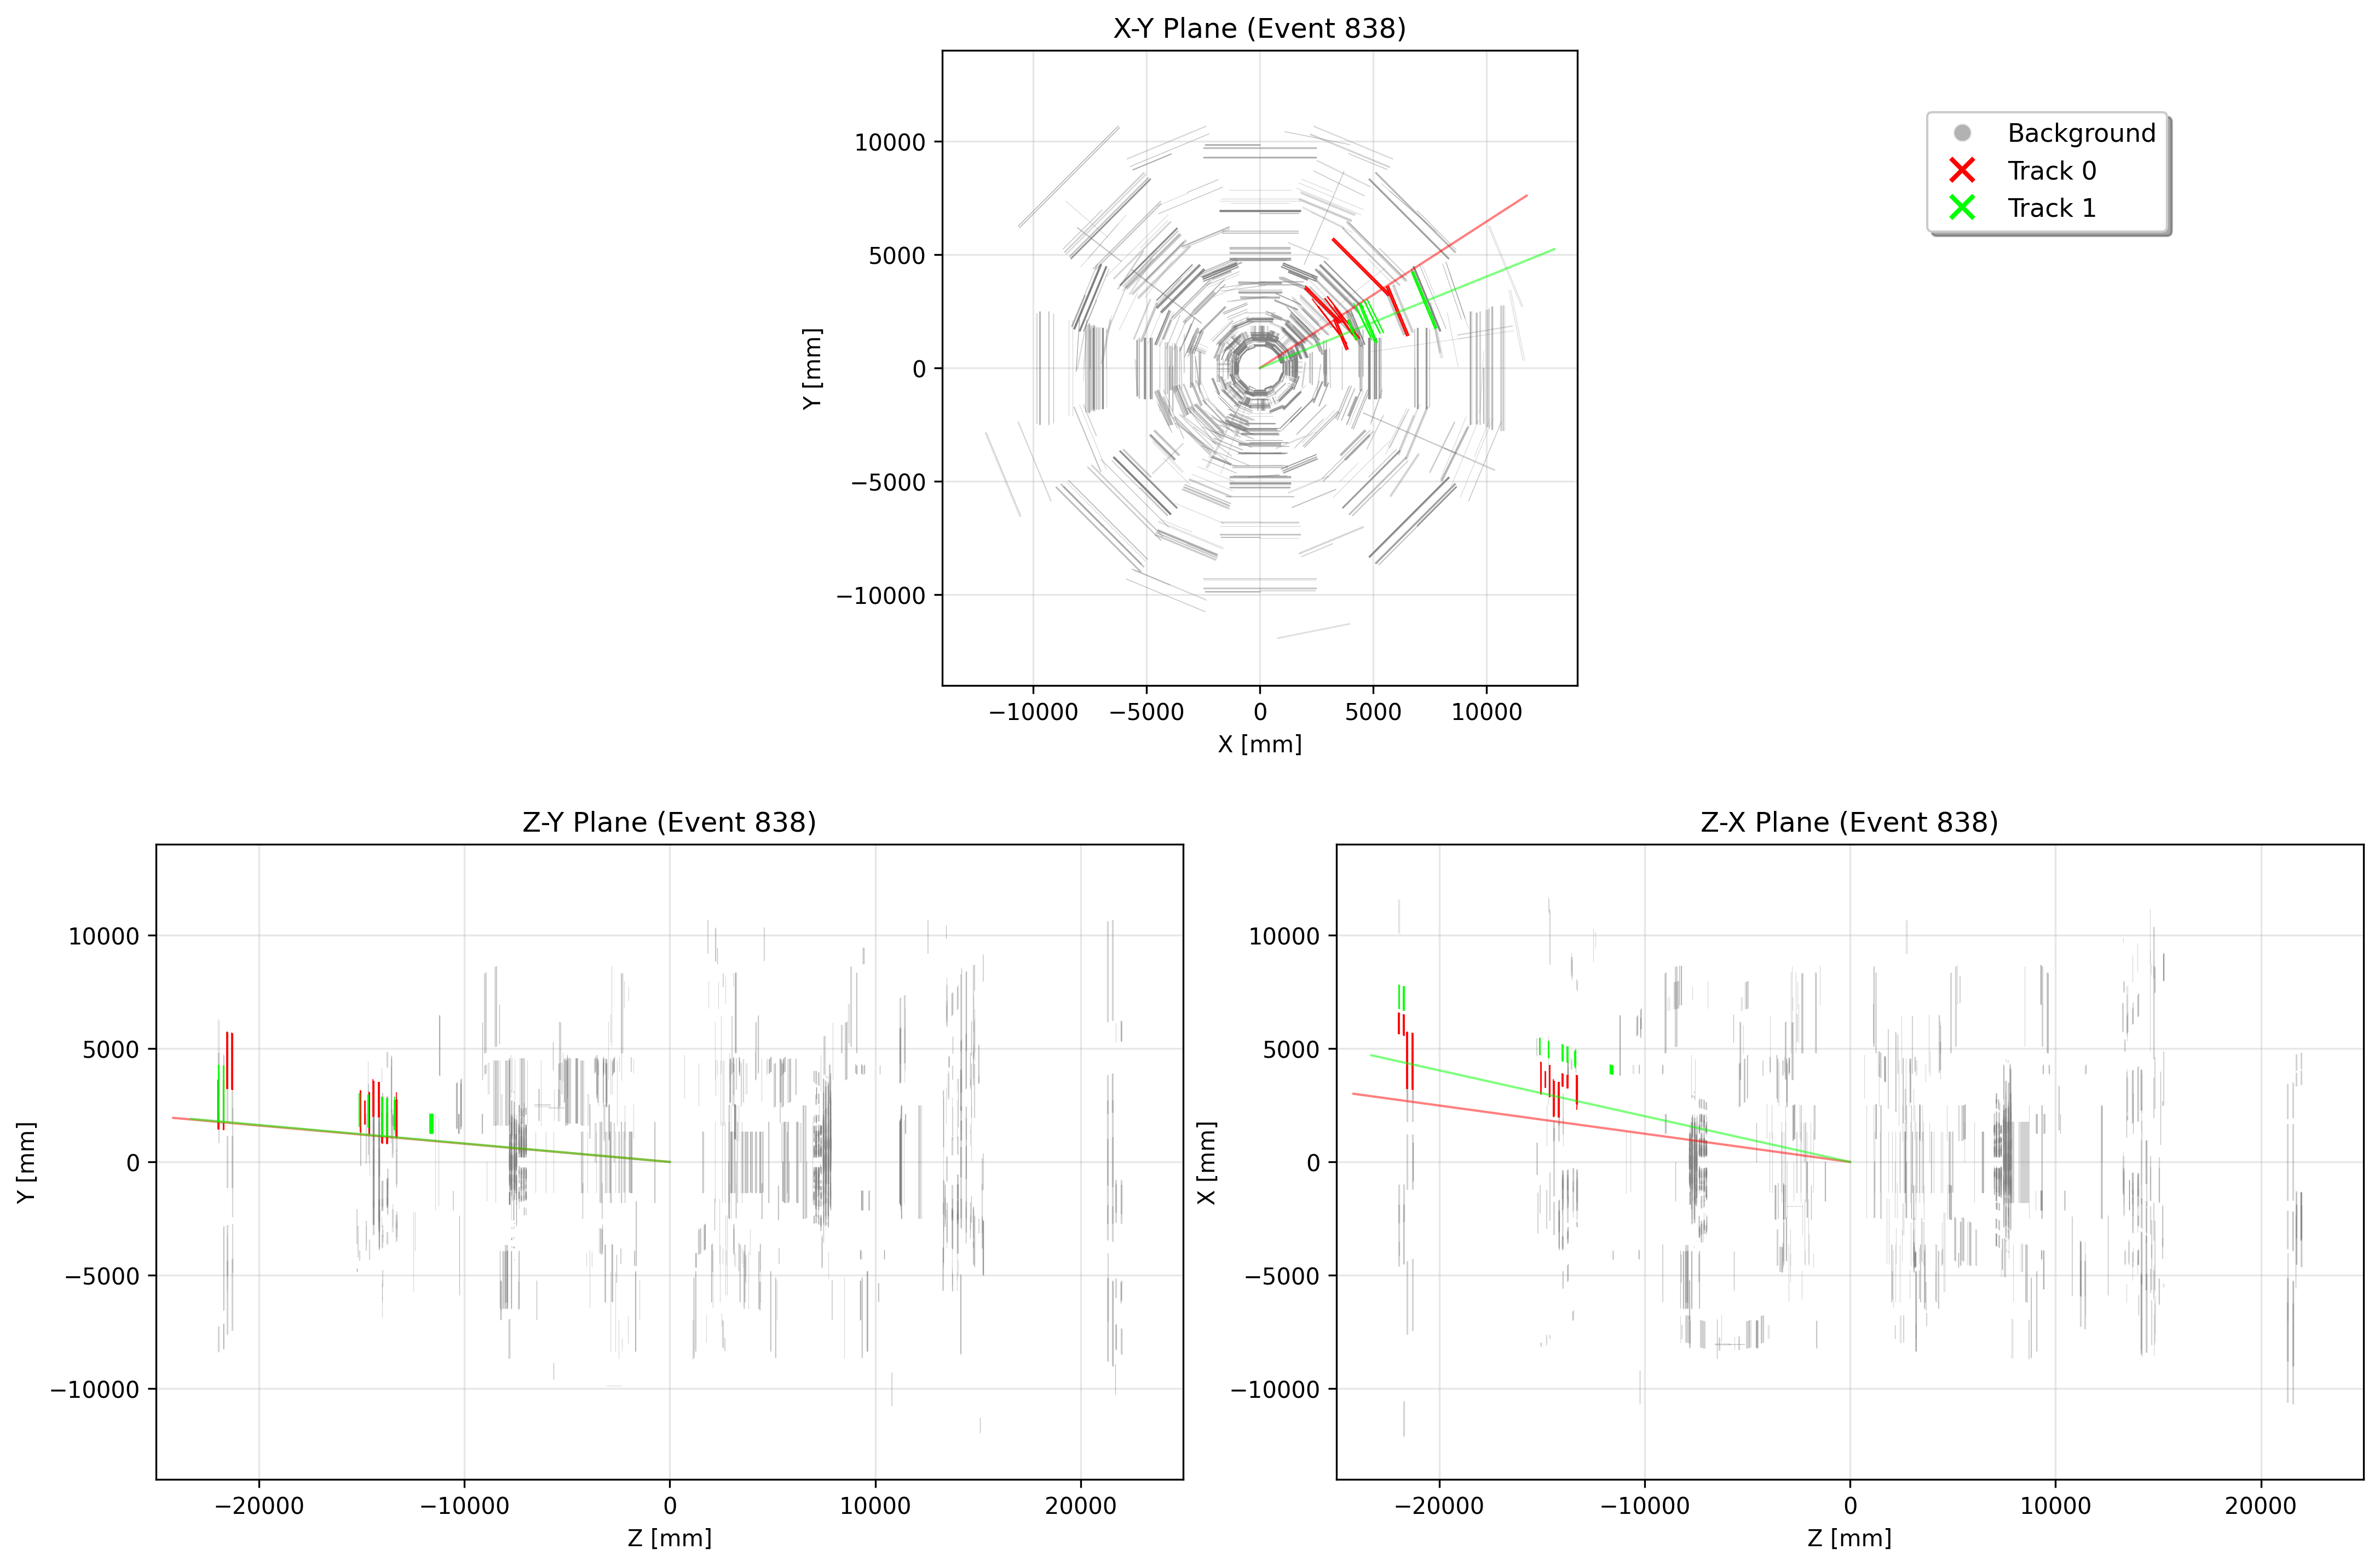 X-Y Plane (Event 838)
10000
5000
0
−5000
−10000
Y [mm]
−10000 −5000 0 5000 10000
X [mm]
Background
Track 0
Track 1
Z-Y Plane (Event 838)
10000
5000
0
−5000
−10000
Y [mm]
−20000 −10000 0 10000 20000
Z [mm]
Z-X Plane (Event 838)
10000
5000
0
−5000
−10000
X [mm]
−20000 −10000 0 10000 20000
Z [mm]